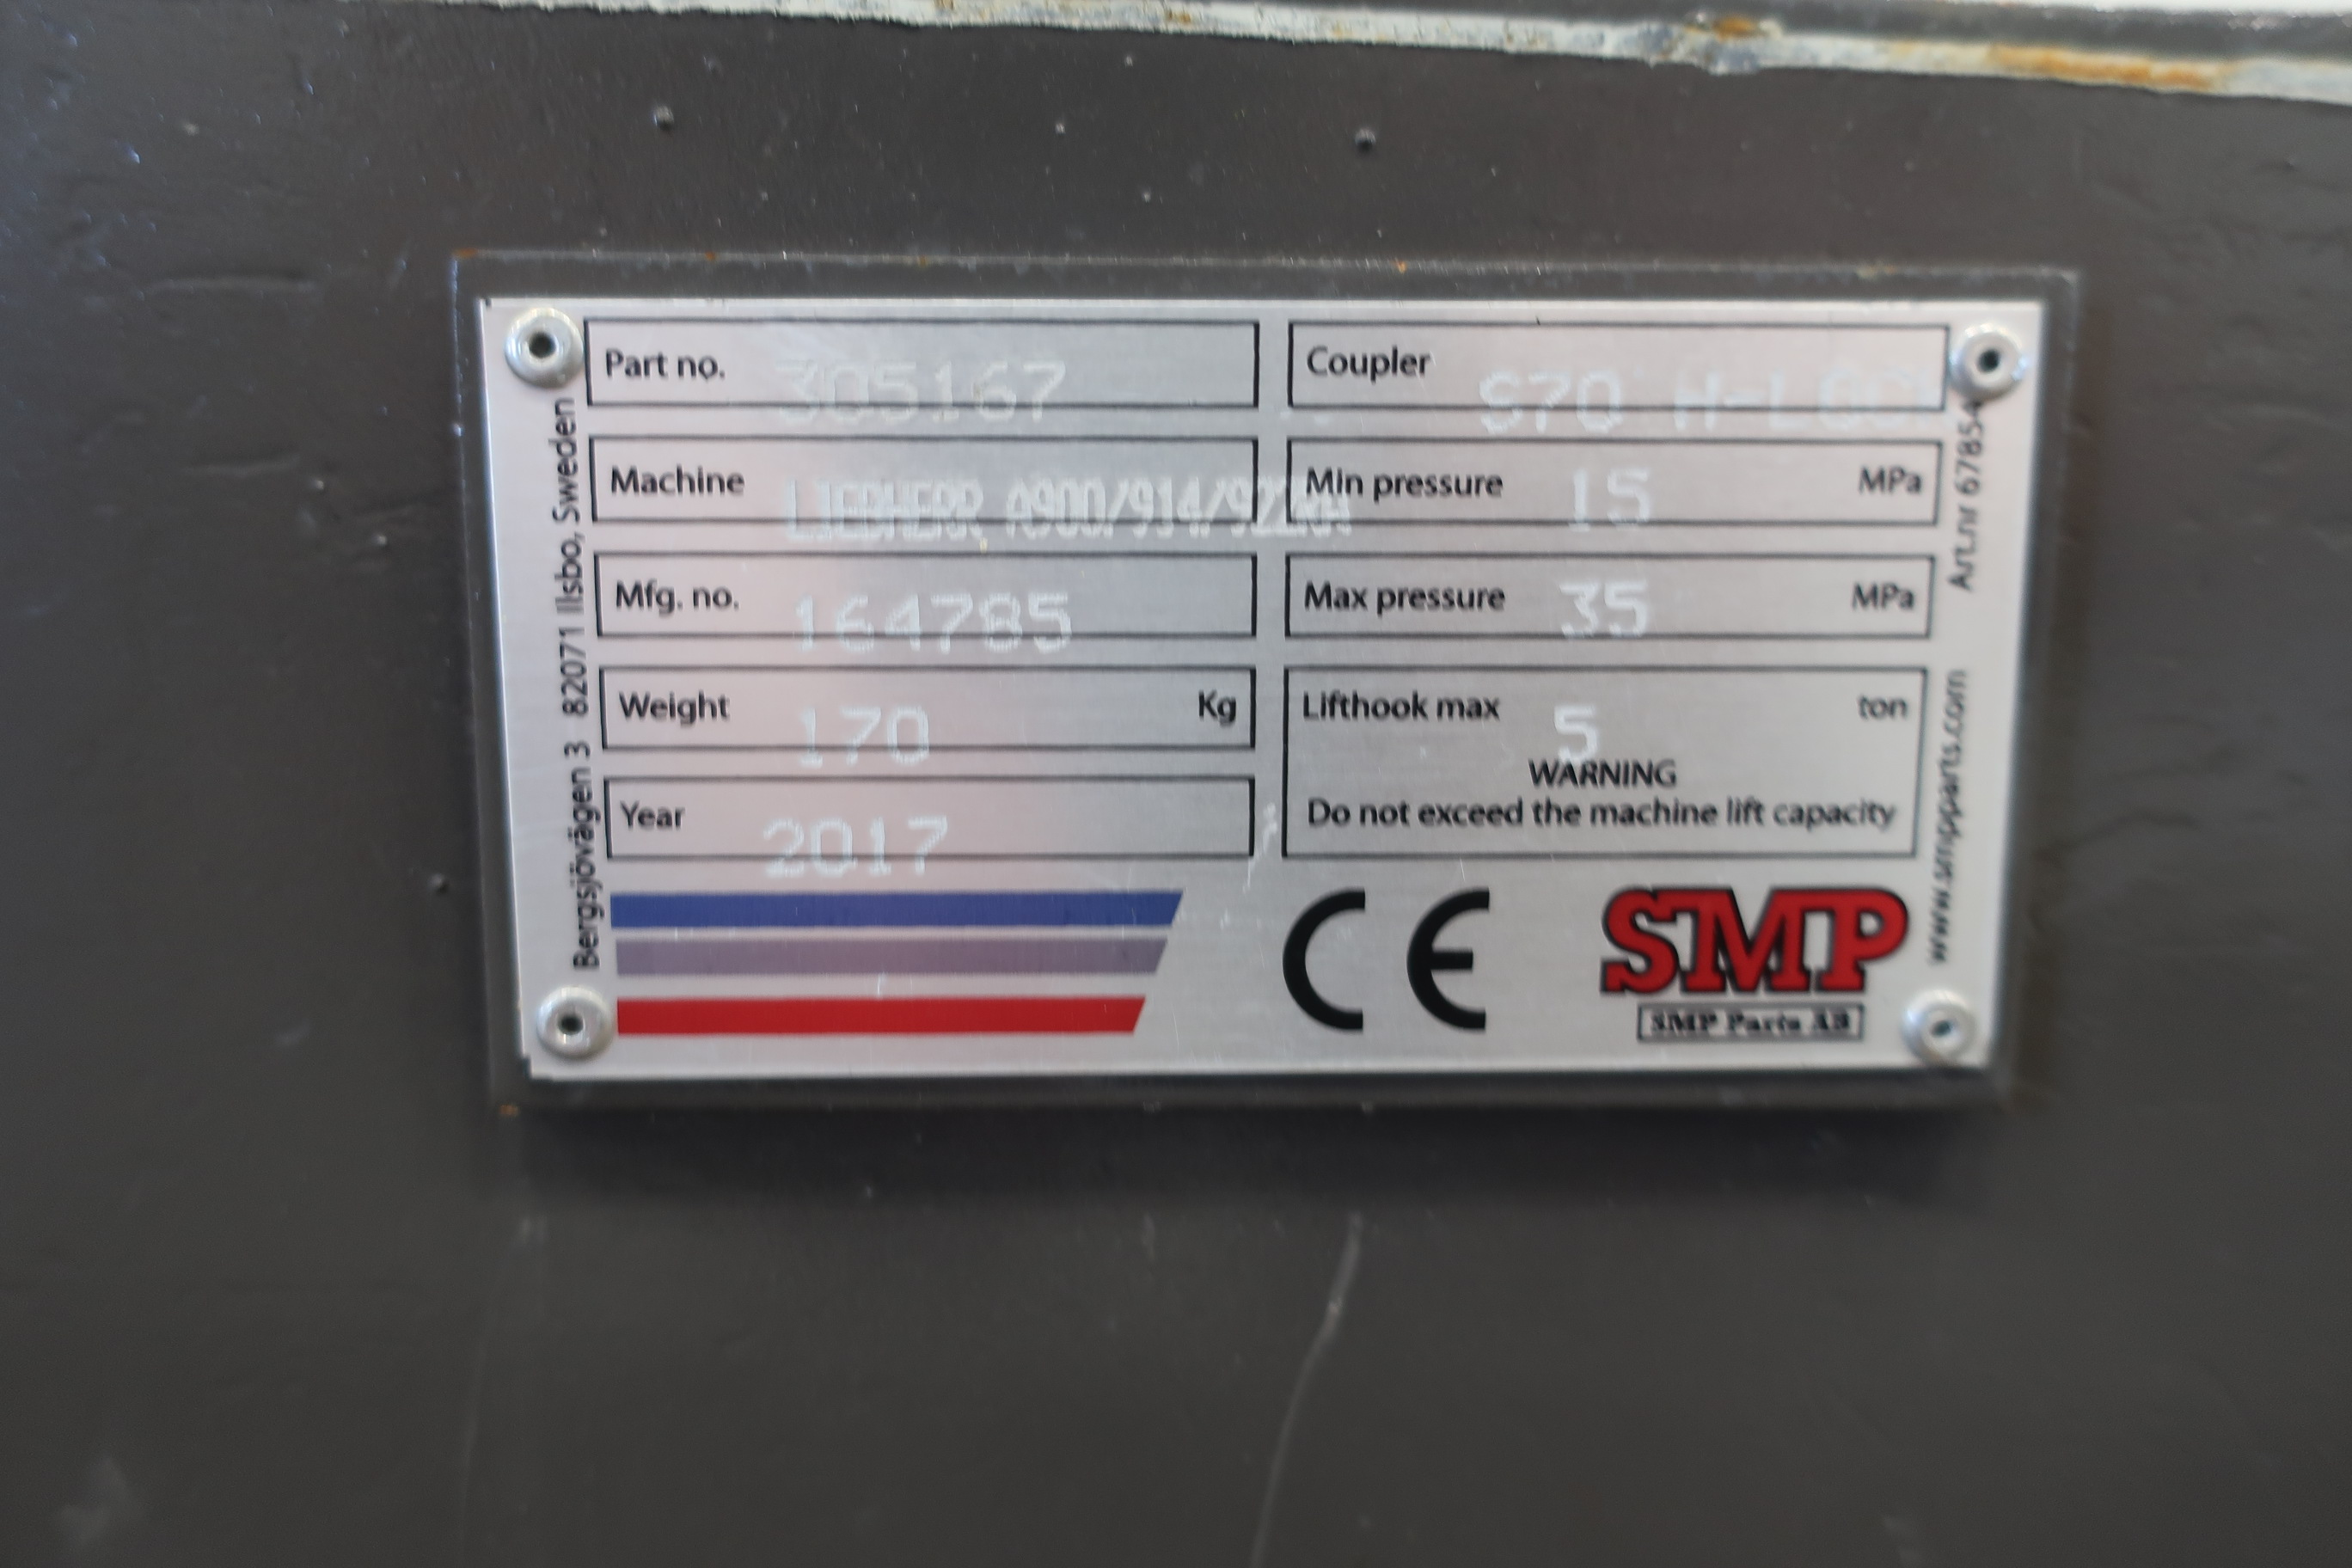 Part no. 305167
Machine LIEBHERR A900/914/922RH
Mfg. no. 164785
Weight 170 Kg
Year 2017
Coupler S70 H-LOCK
Min pressure 15 MPa
Max pressure 35 MPa
Lifthook max 5 ton
WARNING
Do not exceed the machine lift capacity
CE
SMP
SMP Parts AB
Bergsjövägen 3 82071 Ilsbo, Sweden
www.smpparts.com Art.nr 67854